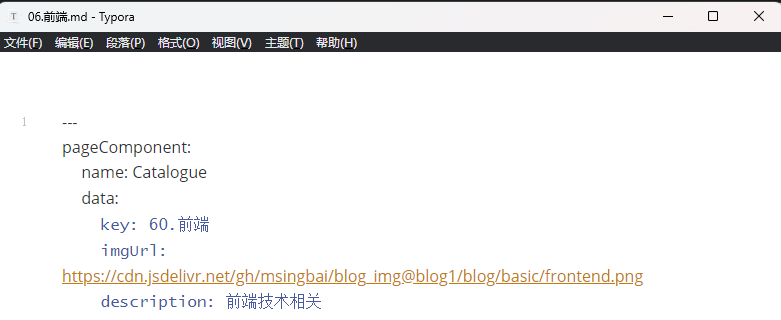 T 06.前端.md - Typora
文件(F) 编辑(E) 段落(P) 格式(O) 视图(V) 主题(T) 帮助(H)
1 ---
pageComponent:
name: Catalogue
data:
key: 60.前端
imgUrl:
https://cdn.jsdelivr.net/gh/msingbai/blog_img@blog1/blog/basic/frontend.png
description: 前端技术相关